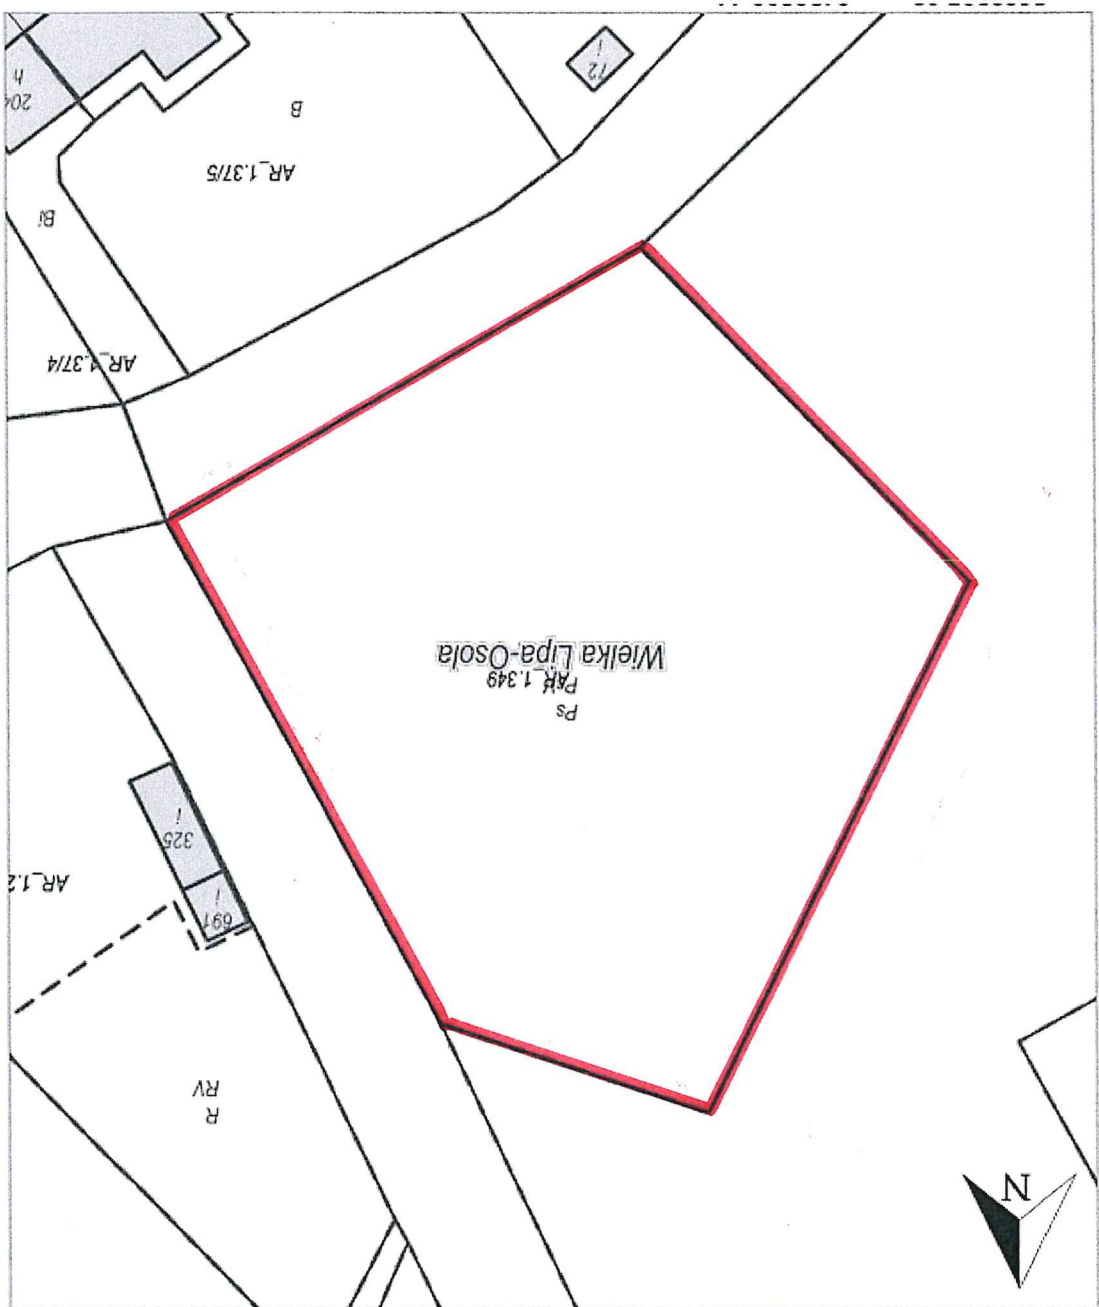 N
R
RV
691
i
AR_1.2
325
i
Ps
AR_1.349
Wielka Lipa-Osola
AR_1.37/4
Bi
AR_1.37/5
B
204
h
72
i